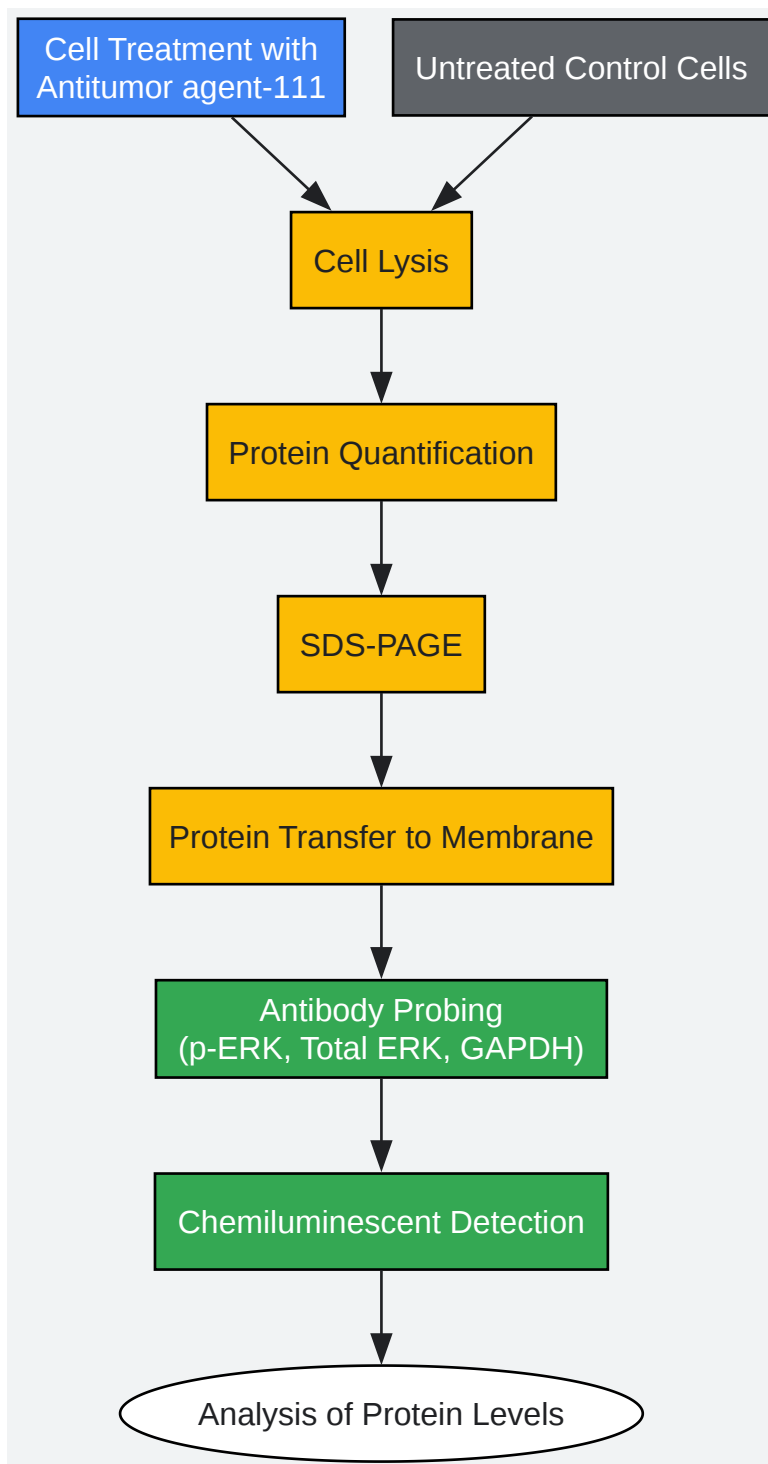 Cell Treatment with
Antitumor agent-111
Untreated Control Cells
Cell Lysis
Protein Quantification
SDS-PAGE
Protein Transfer to Membrane
Antibody Probing
(p-ERK, Total ERK, GAPDH)
Chemiluminescent Detection
Analysis of Protein Levels